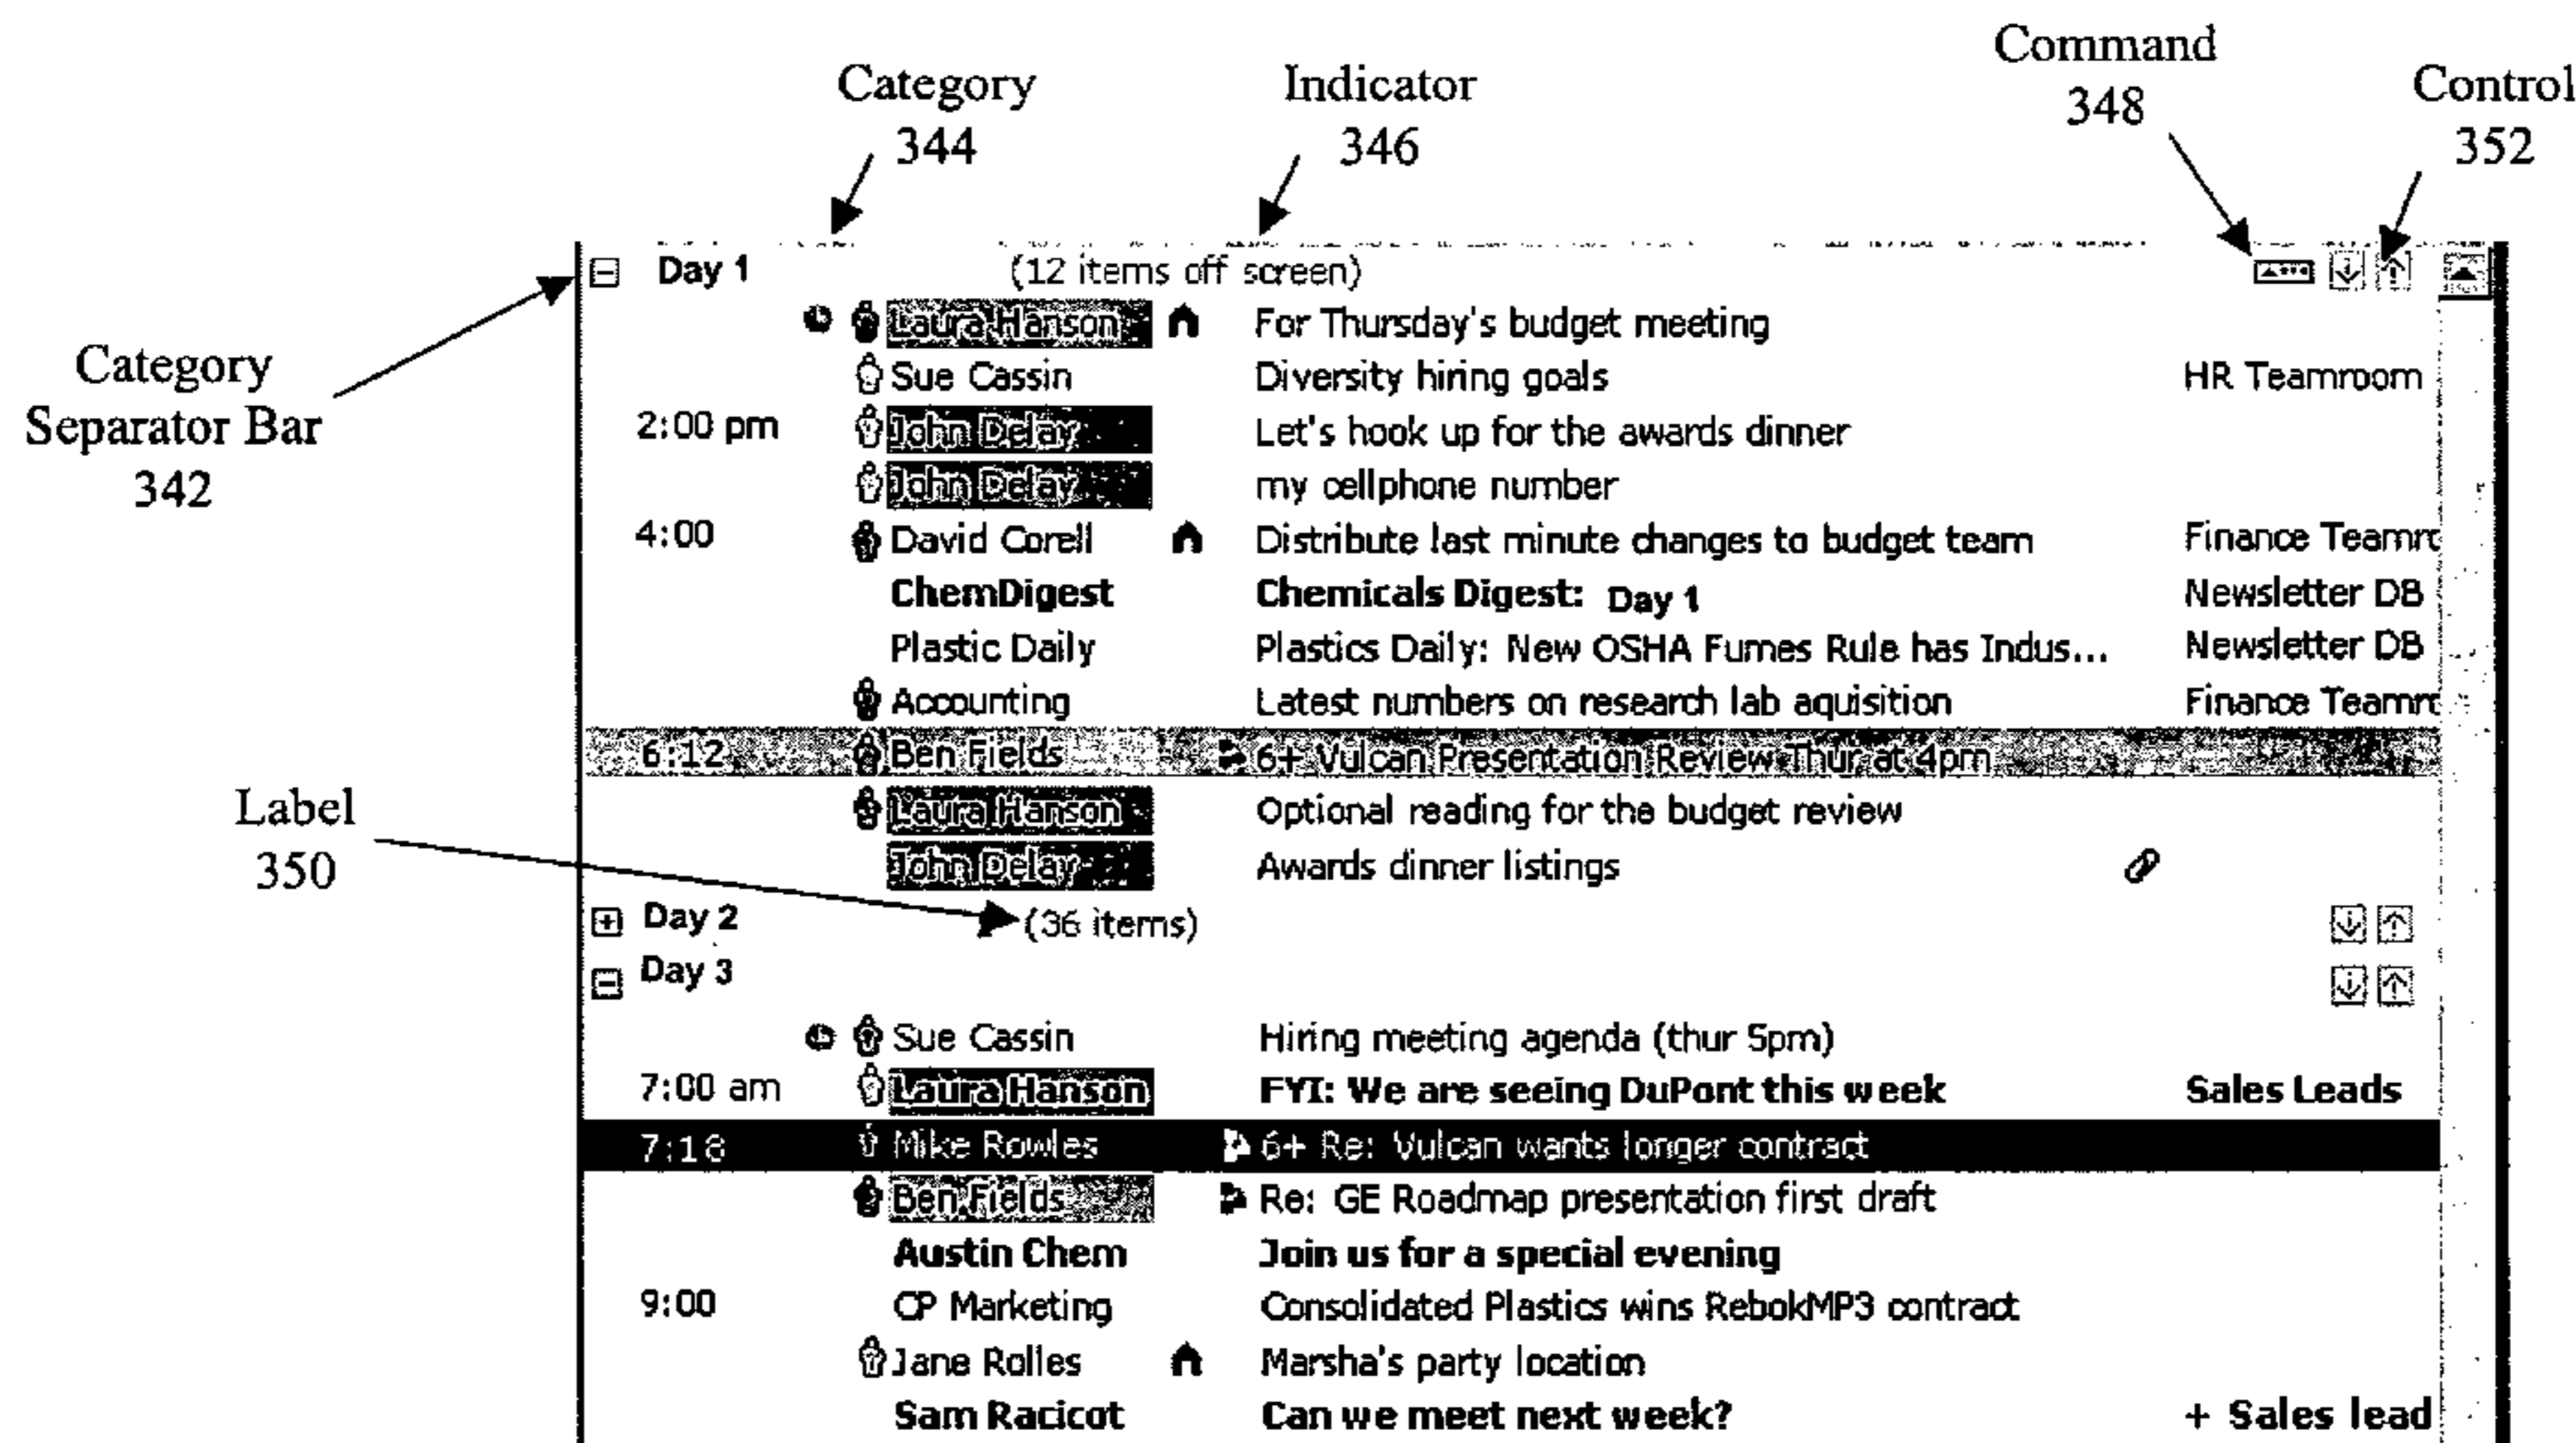 Category
344
Indicator
346
Command
348
Control
352
Category
Separator Bar
342
Label
350
Day 1 (12 items off screen)
Laura Hanson For Thursday's budget meeting
Sue Cassin Diversity hiring goals HR Teamroom
2:00 pm John Delay Let's hook up for the awards dinner
John Delay my cellphone number
4:00 David Corell Distribute last minute changes to budget team Finance Teamr
ChemDigest Chemicals Digest: Day 1 Newsletter DB
Plastic Daily Plastics Daily: New OSHA Fumes Rule has Indus... Newsletter DB
Accounting Latest numbers on research lab aquisition Finance Teamr
6:12 Ben Fields 6+ Vulcan Presentation Review Thur at 4pm
Laura Hanson Optional reading for the budget review
John Delay Awards dinner listings
Day 2 (36 items)
Day 3
Sue Cassin Hiring meeting agenda (thur 5pm)
7:00 am Laura Hanson FYI: We are seeing DuPont this week Sales Leads
7:18 Mike Rowles 6+ Re: Vulcan wants longer contract
Ben Fields Re: GE Roadmap presentation first draft
Austin Chem Join us for a special evening
9:00 CP Marketing Consolidated Plastics wins RebokMP3 contract
Jane Rolles Marsha's party location
Sam Racicot Can we meet next week? + Sales lead